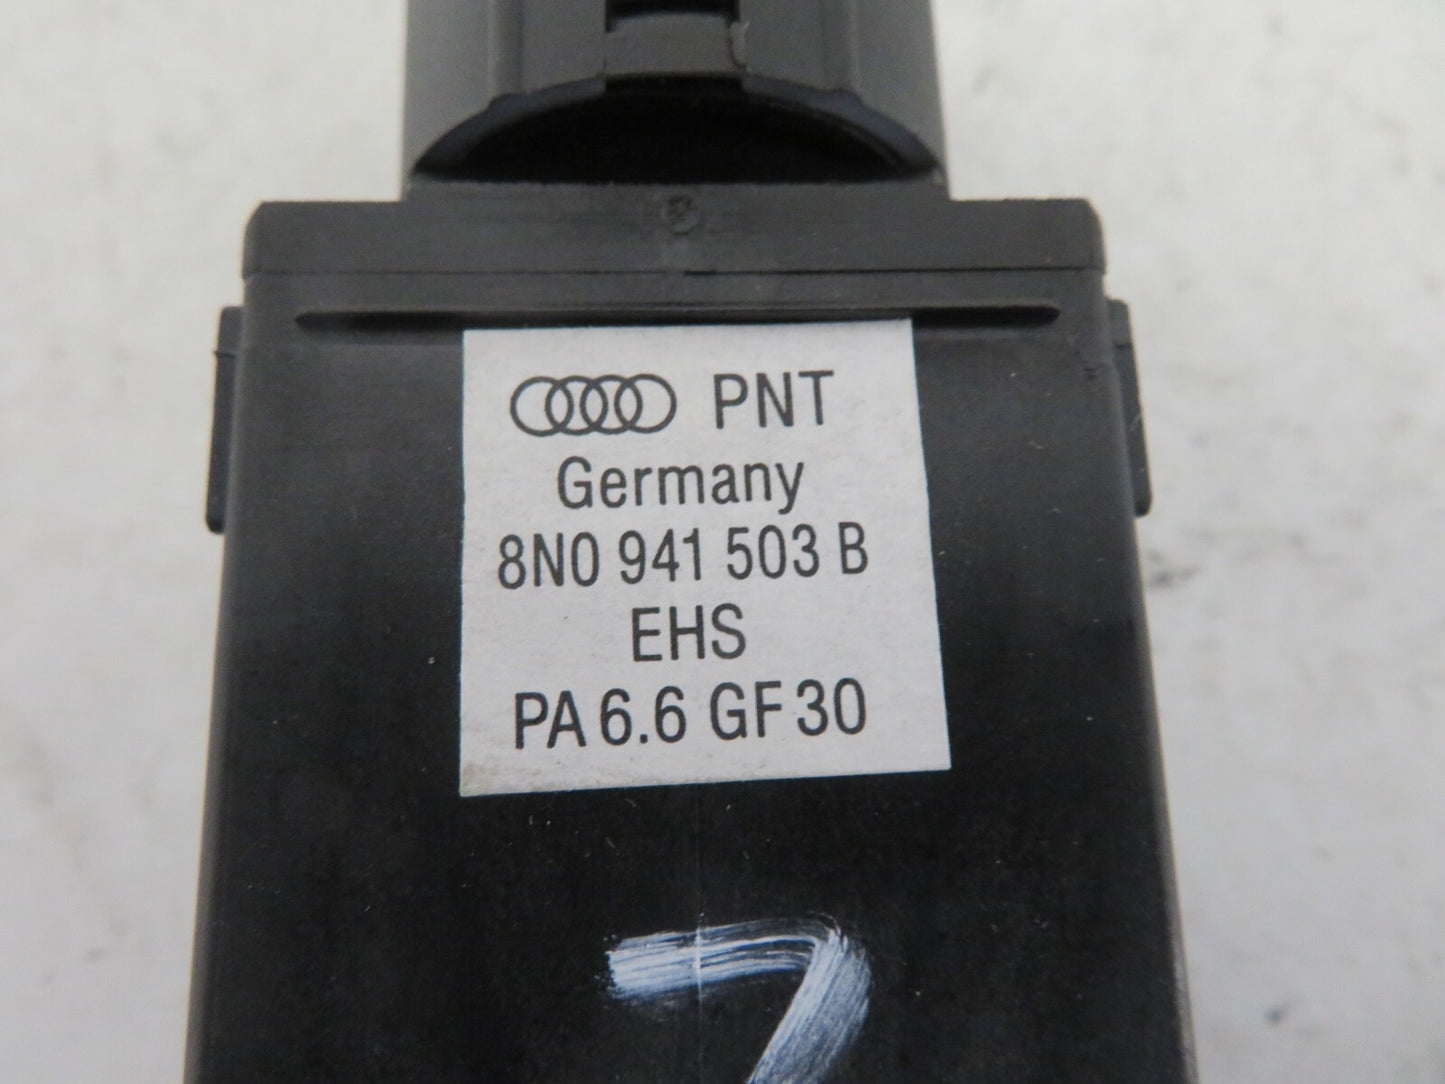 PNT
Germany
8N0 941 503 B
EHS
PA 6.6 GF 30